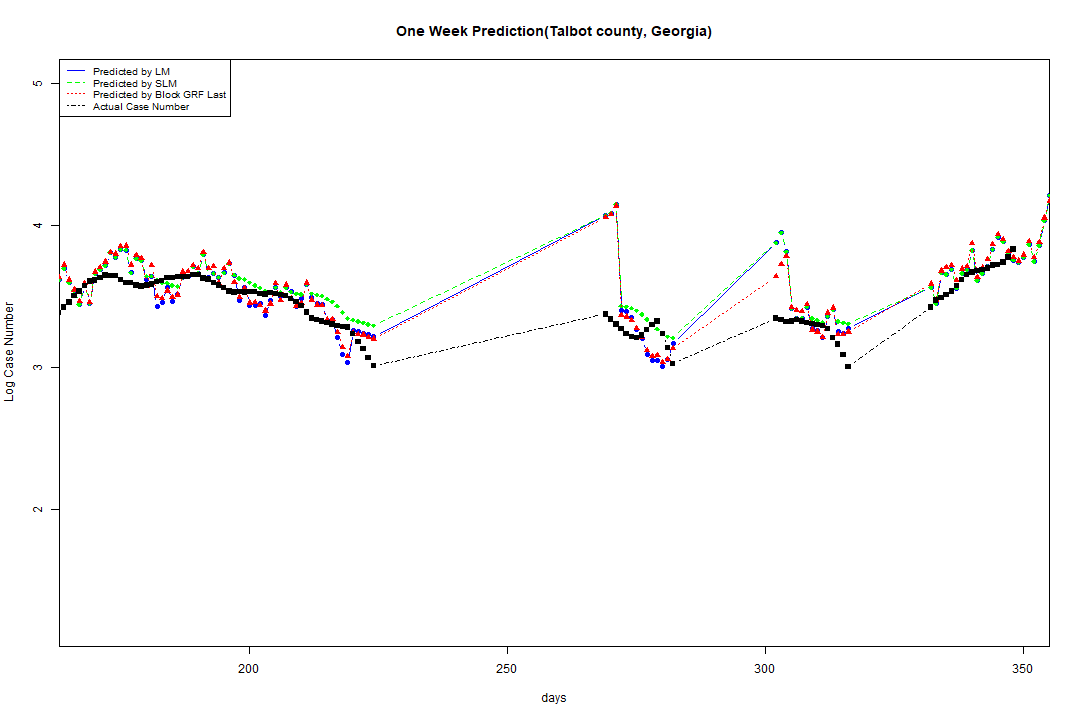 One Week Prediction(Talbot county, Georgia)
Predicted by LM
Predicted by SLM
Predicted by Block GRF Last
Actual Case Number
5
4
3
2
Log Case Number
200
250
300
350
days